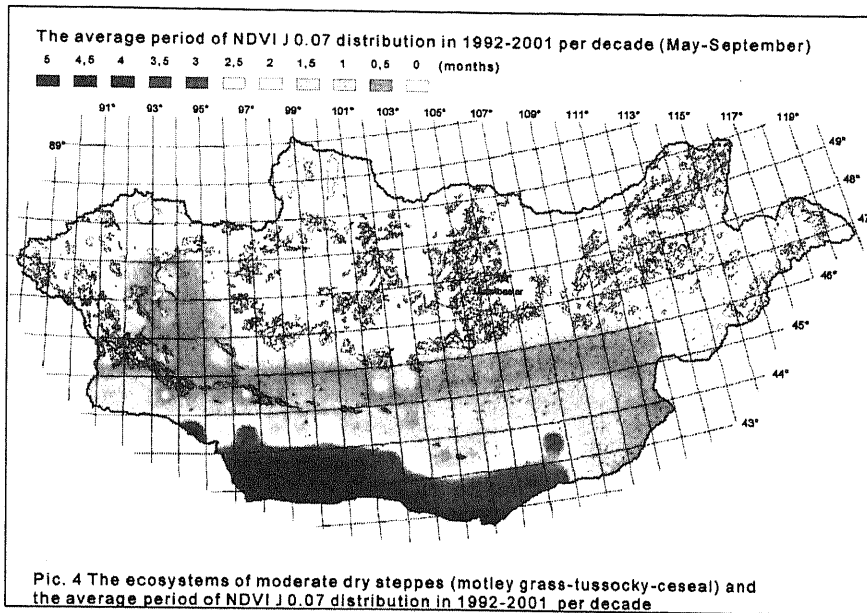 The average period of NDVI J 0.07 distribution in 1992-2001 per decade (May-September)
5 4,5 4 3,5 3 2,5 2 1,5 1 0,5 0 (months)
91° 93° 95° 97° 99° 101° 103° 105° 107° 109° 111° 113° 115° 117° 119°
89°
49°
48°
47
46°
45°
44°
43°
Pic. 4 The ecosystems of moderate dry steppes (motley grass-tussocky-ceseal) and
the average period of NDVI J 0.07 distribution in 1992-2001 per decade